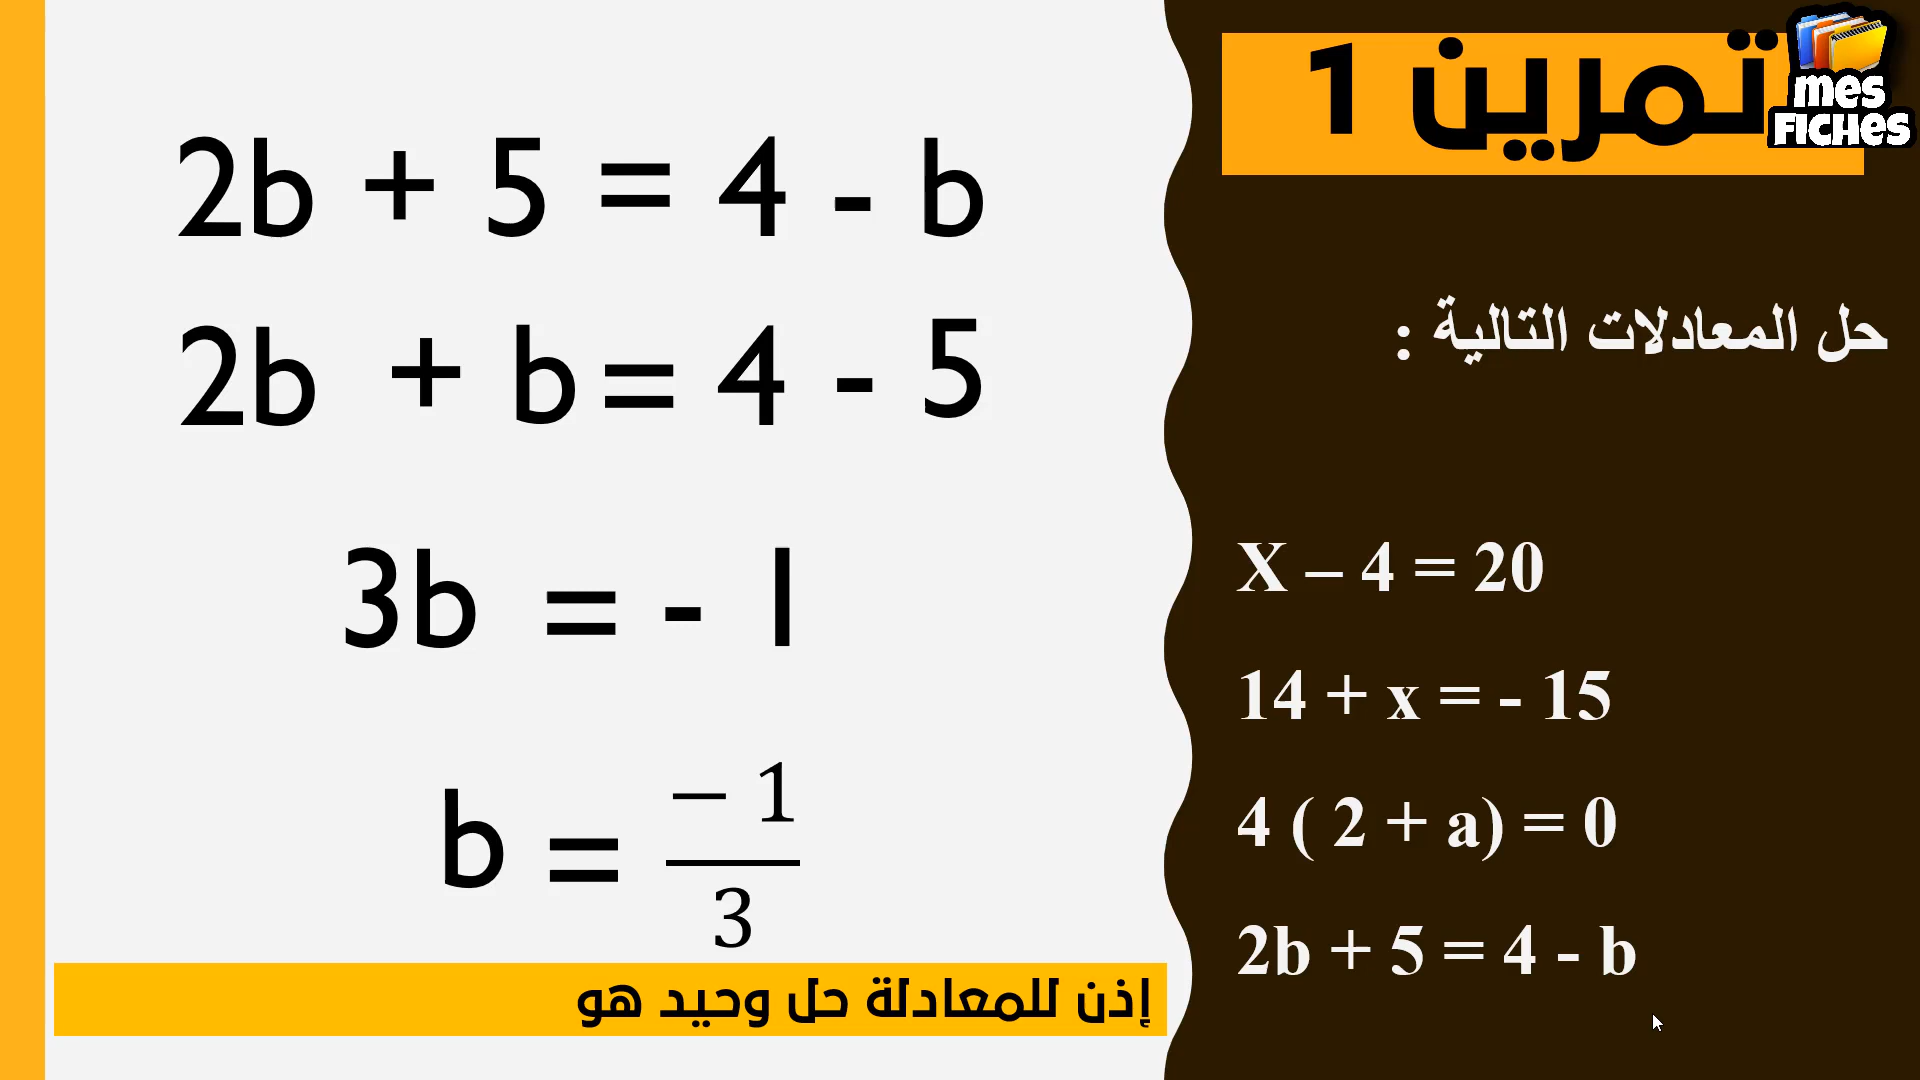 تمرين 1
mes
FICHES
حل المعادلات التالية :
X – 4 = 20
14 + x = - 15
4 ( 2 + a) = 0
2b + 5 = 4 - b
2b + 5 = 4 - b
2b + b = 4 - 5
3b = - 1
b = − 1 / 3
إذن للمعادلة حل وحيد هو